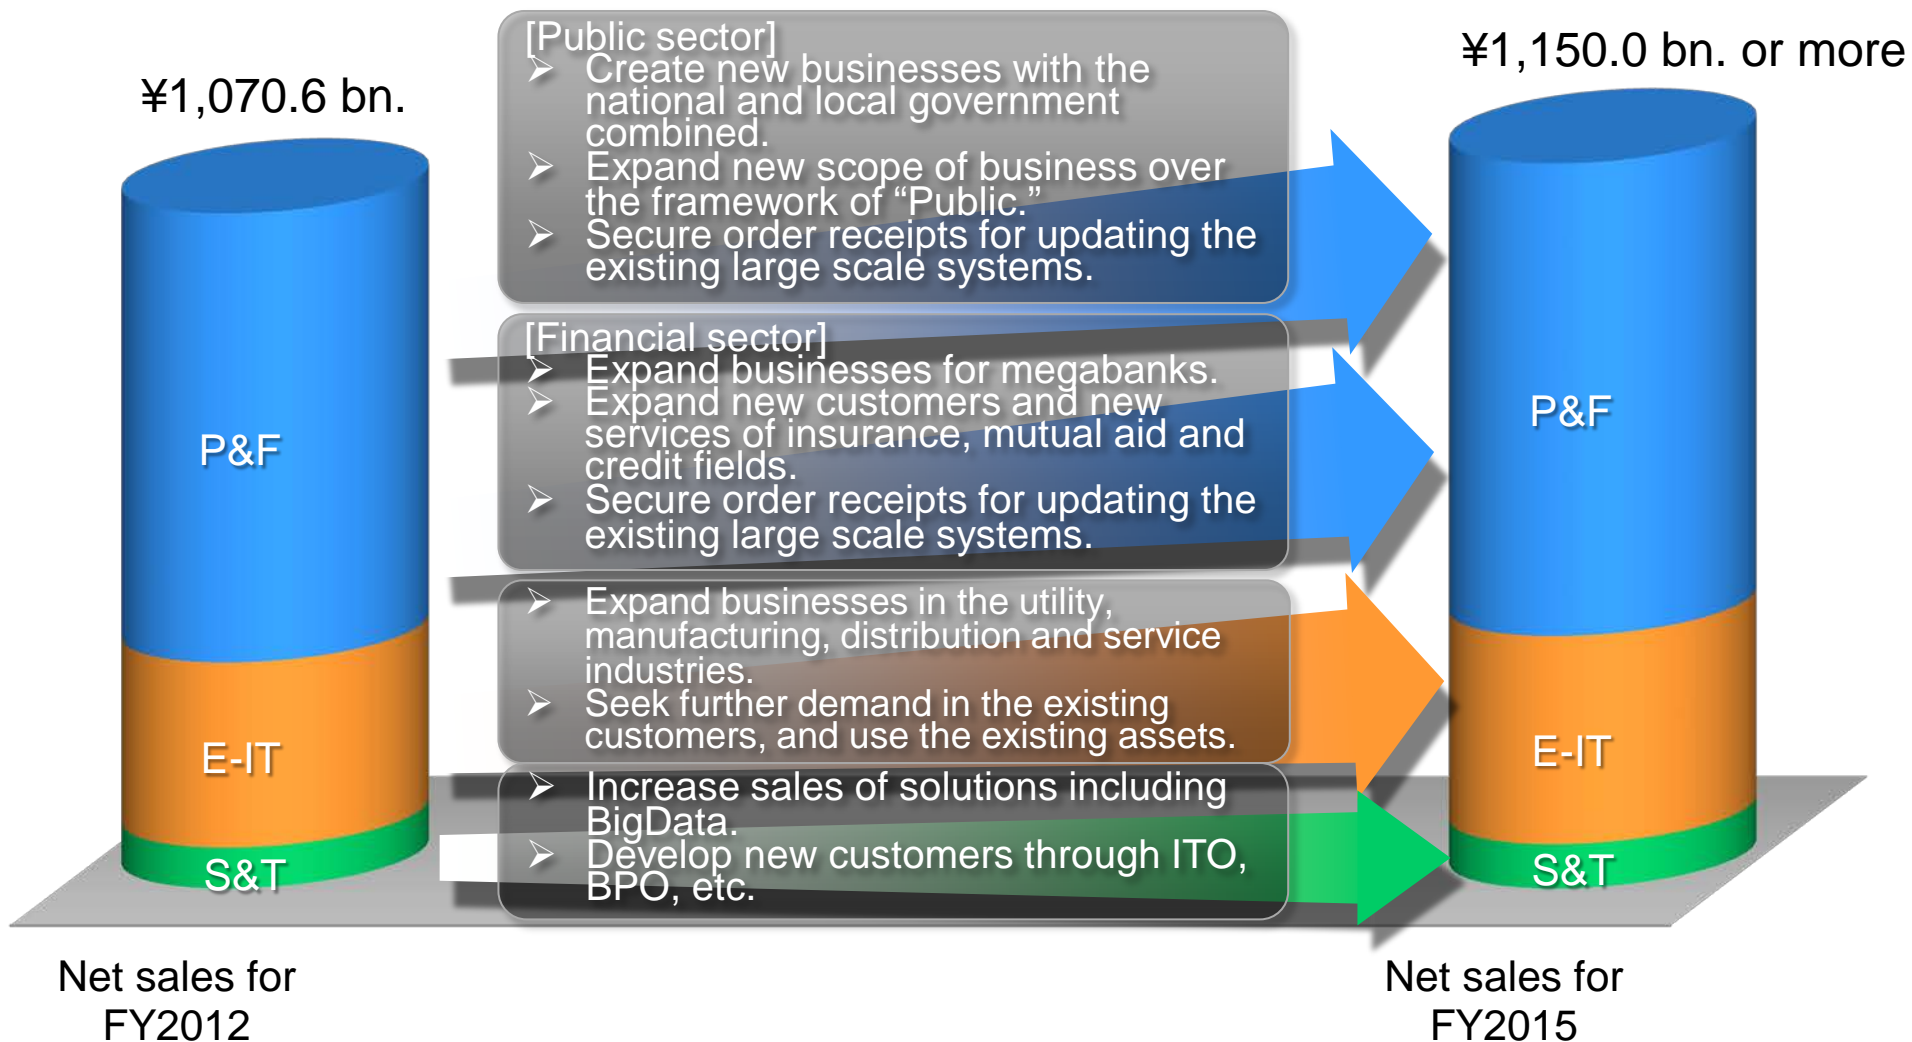 ¥1,070.6 bn.
P&F
E-IT
S&T
Net sales for
FY2012
[Public sector]
➢ Create new businesses with the
national and local government
combined.
➢ Expand new scope of business over
the framework of “Public.”
➢ Secure order receipts for updating the
existing large scale systems.
[Financial sector]
➢ Expand businesses for megabanks.
➢ Expand new customers and new
services of insurance, mutual aid and
credit fields.
➢ Secure order receipts for updating the
existing large scale systems.
➢ Expand businesses in the utility,
manufacturing, distribution and service
industries.
➢ Seek further demand in the existing
customers, and use the existing assets.
➢ Increase sales of solutions including
BigData.
➢ Develop new customers through ITO,
BPO, etc.
¥1,150.0 bn. or more
P&F
E-IT
S&T
Net sales for
FY2015